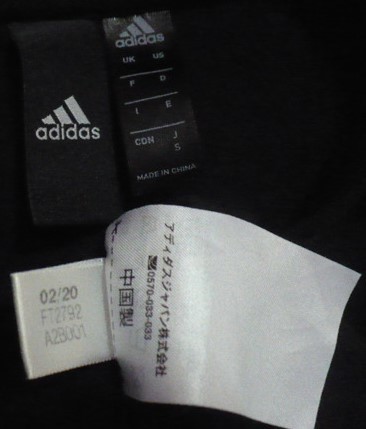 adidas
adidas
UK US
F D
I E
CDN J
S
MADE IN CHINA
アディダスジャパン株式会社
0570-033-033
中国製
02/20
FT2792
A2B001